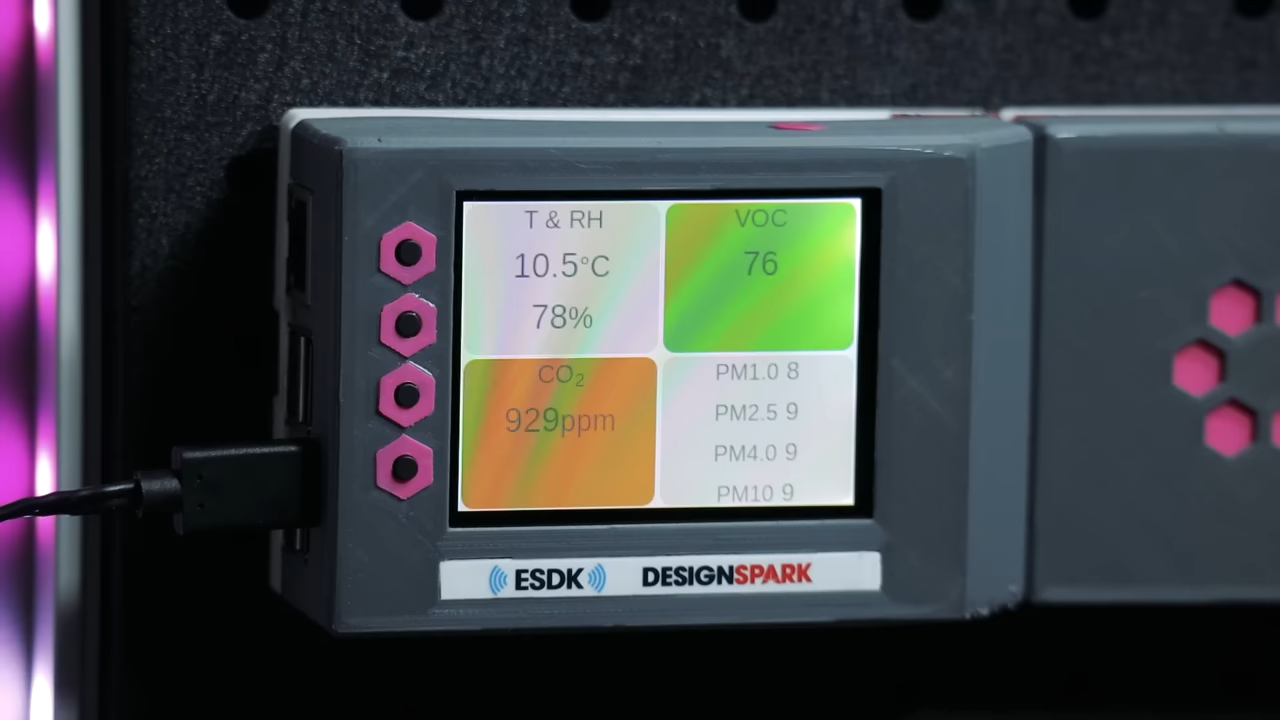 T & RH
10.5°C
78%
VOC
76
CO₂
929ppm
PM1.0 8
PM2.5 9
PM4.0 9
PM10 9
ESDK
DESIGNSPARK